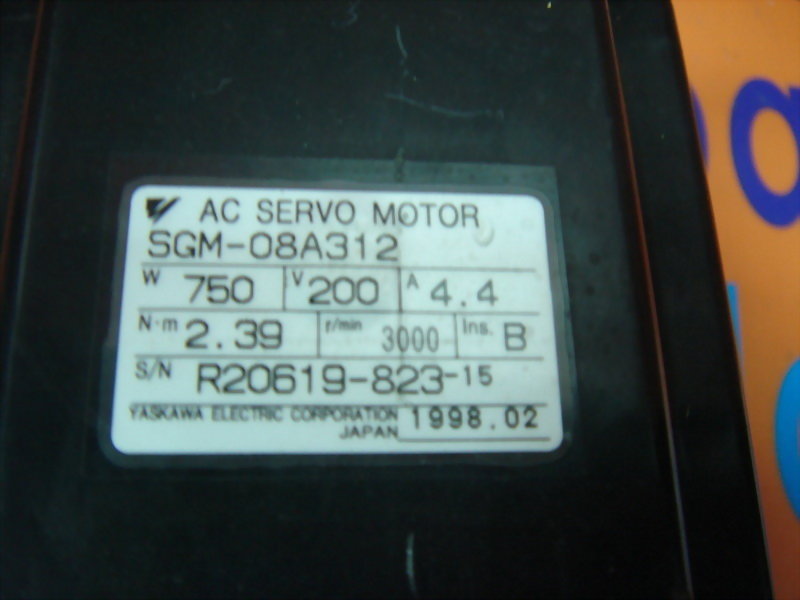 AC SERVO MOTOR
SGM-08A312
W 750 V 200 A 4.4
N·m 2.39 r/min 3000 Ins. B
S/N R20619-823-15
YASKAWA ELECTRIC CORPORATION 1998.02
JAPAN